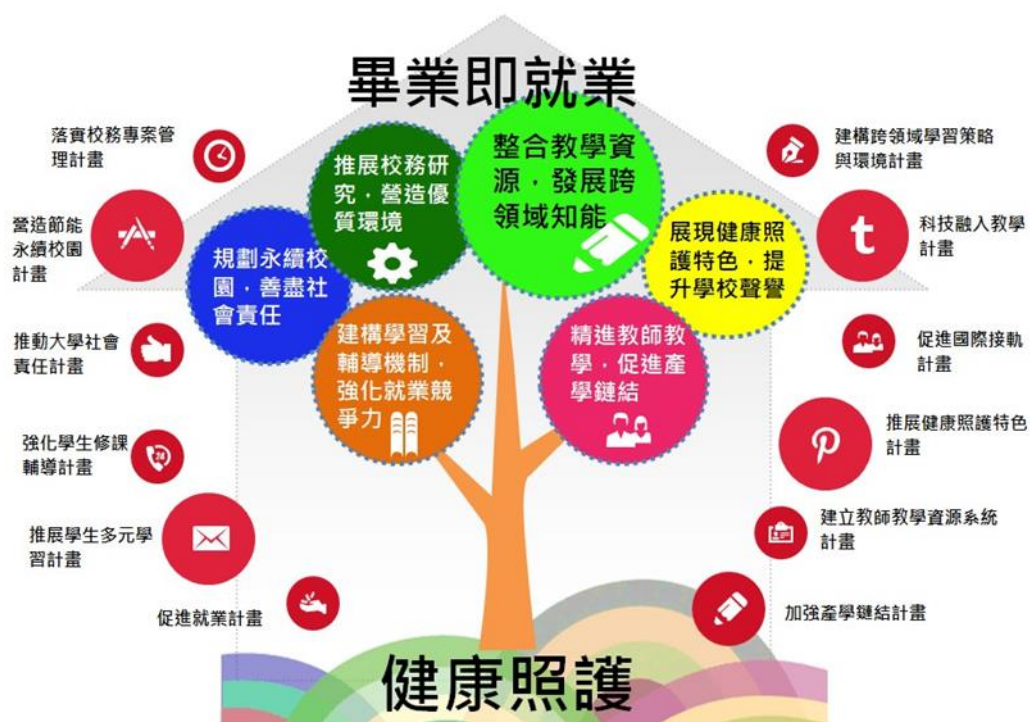 畢業即就業
落實校務專案管
理計畫
營造節能
永續校園
計畫
推動大學社會
責任計畫
強化學生修課
輔導計畫
推展學生多元學
習計畫
促進就業計畫
規劃永續校
園，善盡社
會責任
推展校務研
究，營造優
質環境
整合教學資
源，發展跨
領域知能
展現健康照
護特色，提
升學校聲譽
建構學習及
輔導機制，
強化就業競
爭力
精進教師教
學，促進產
學鏈結
建構跨領域學習策略
與環境計畫
科技融入教學
計畫
促進國際接軌
計畫
推展健康照護特色
計畫
建立教師教學資源系統
計畫
加強產學鏈結計畫
24
t
健康照護